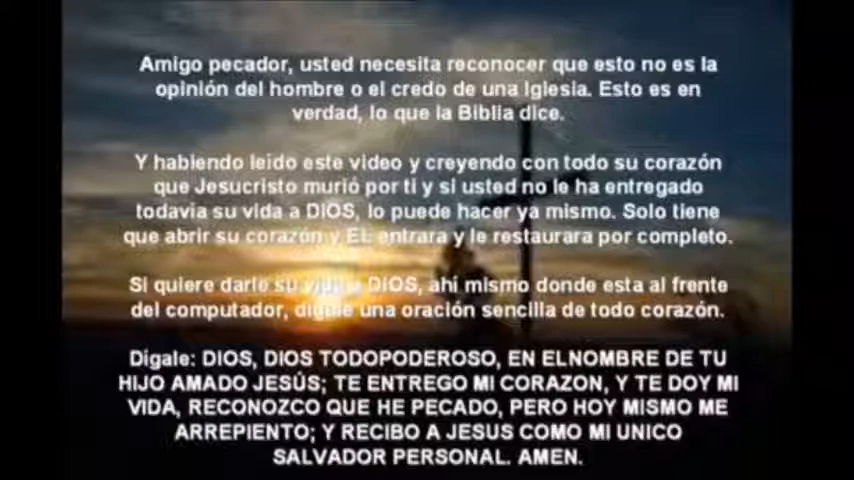 Amigo pecador, usted necesita reconocer que esto no es la
opinión del hombre o el credo de una Iglesia. Esto es en
verdad, lo que la Biblia dice.
Y habiendo leido este video y creyendo con todo su corazón
que Jesucristo murió por ti y si usted no le ha entregado
todavia su vida a DIOS, lo puede hacer ya mismo. Solo tiene
que abrir su corazón y EL entrara y le restaurara por completo.
Si quiere darle su vida a DIOS, ahi mismo donde esta al frente
del computador, digale una oración sencilla de todo corazón.
Digale: DIOS, DIOS TODOPODEROSO, EN ELNOMBRE DE TU
HIJO AMADO JESÚS; TE ENTREGO MI CORAZON, Y TE DOY MI
VIDA, RECONOZCO QUE HE PECADO, PERO HOY MISMO ME
ARREPIENTO; Y RECIBO A JESUS COMO MI UNICO
SALVADOR PERSONAL. AMEN.